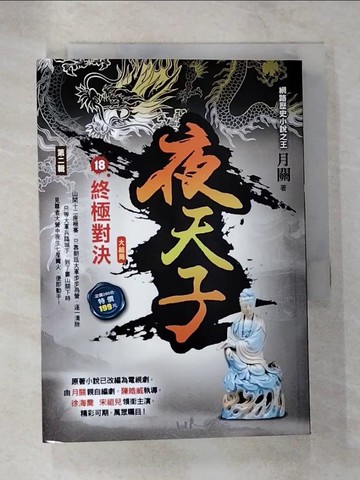 網路歷史小說之王
月關 著
夜天子
第二輯
18 終極對決
大結局
特價
199元
原著小說已改編為電視劇，
由月關親自編劇，陳皓威執導，
徐海喬 宋祖兒領銜主演，
精彩可期，萬眾矚目！